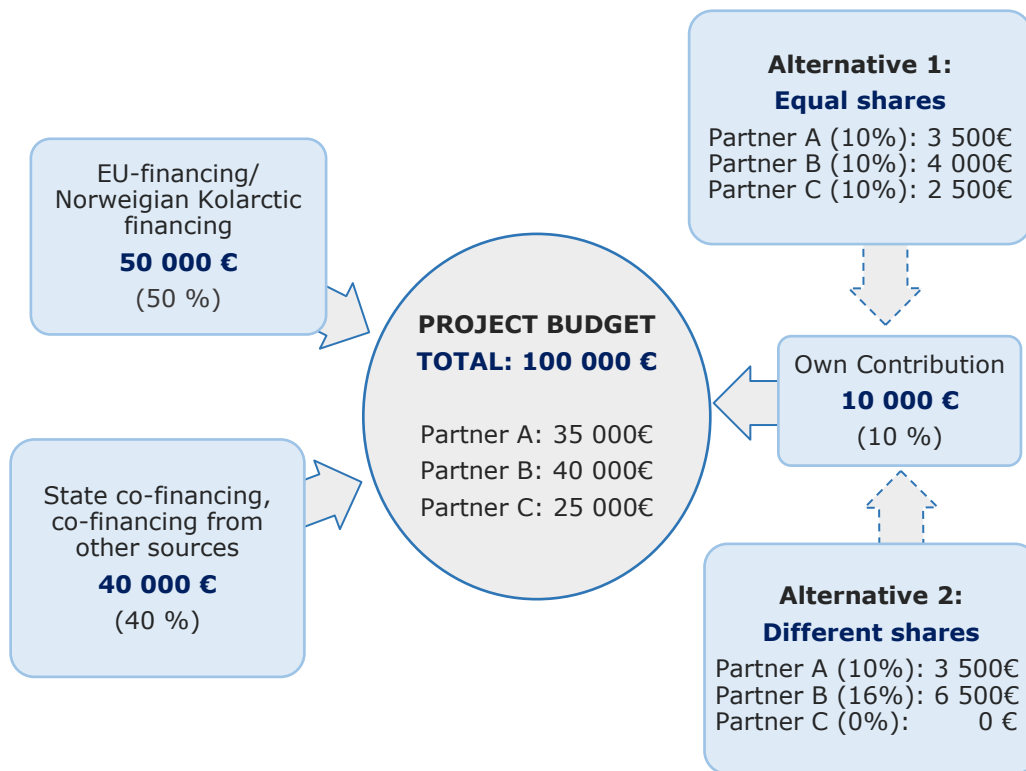 EU-financing/
Norweigian Kolarctic
financing
50 000 €
(50 %)
State co-financing,
co-financing from
other sources
40 000 €
(40 %)
PROJECT BUDGET
TOTAL: 100 000 €
Partner A: 35 000€
Partner B: 40 000€
Partner C: 25 000€
Alternative 1:
Equal shares
Partner A (10%): 3 500€
Partner B (10%): 4 000€
Partner C (10%): 2 500€
Own Contribution
10 000 €
(10 %)
Alternative 2:
Different shares
Partner A (10%): 3 500€
Partner B (16%): 6 500€
Partner C (0%): 0 €